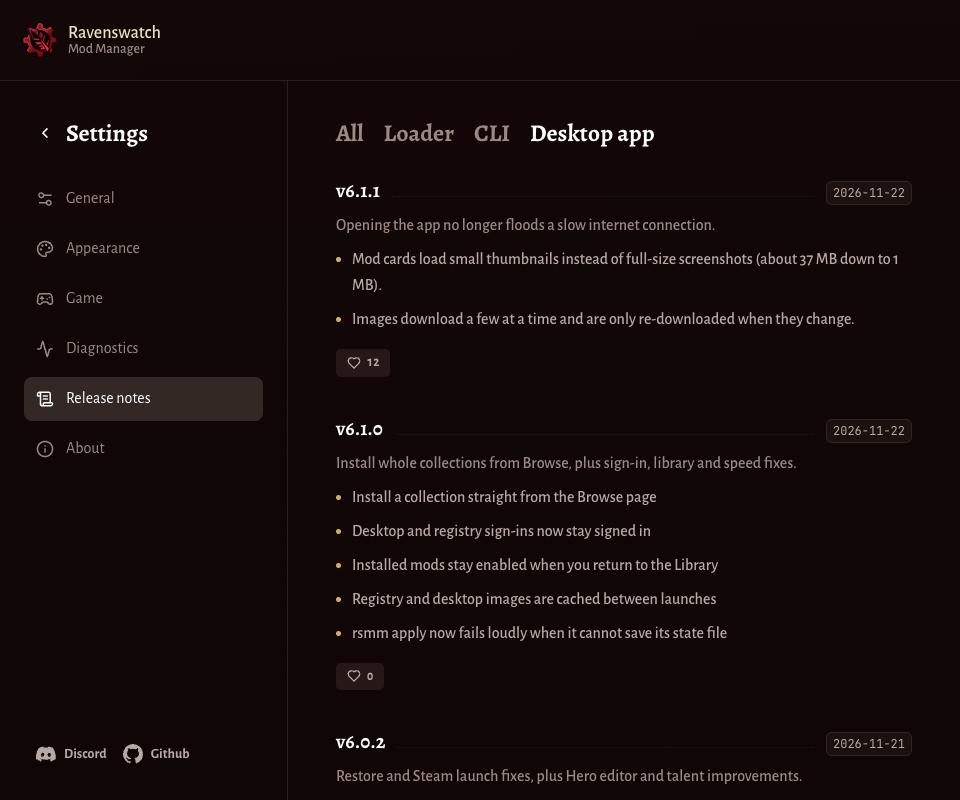 Ravenswatch
Mod Manager
Settings
General
Appearance
Game
Diagnostics
Release notes
About
Discord
Github
All Loader CLI Desktop app
v6.1.1 2026-11-22
Opening the app no longer floods a slow internet connection.
Mod cards load small thumbnails instead of full-size screenshots (about 37 MB down to 1
MB).
Images download a few at a time and are only re-downloaded when they change.
12
v6.1.0 2026-11-22
Install whole collections from Browse, plus sign-in, library and speed fixes.
Install a collection straight from the Browse page
Desktop and registry sign-ins now stay signed in
Installed mods stay enabled when you return to the Library
Registry and desktop images are cached between launches
rsmm apply now fails loudly when it cannot save its state file
0
v6.0.2 2026-11-21
Restore and Steam launch fixes, plus Hero editor and talent improvements.